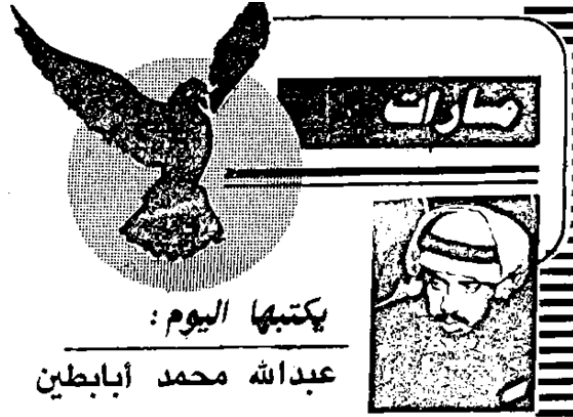 مسارات
يكتبها اليوم:
عبدالله محمد أبابطين